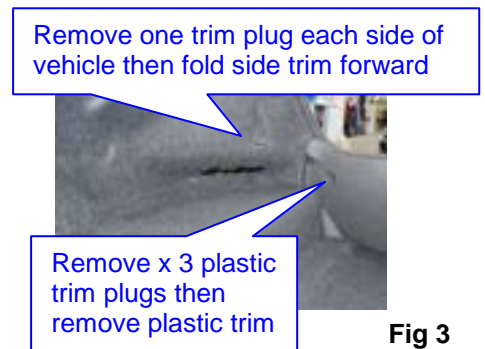 Remove one trim plug each side of
vehicle then fold side trim forward
Remove x 3 plastic
trim plugs then
remove plastic trim
Fig 3